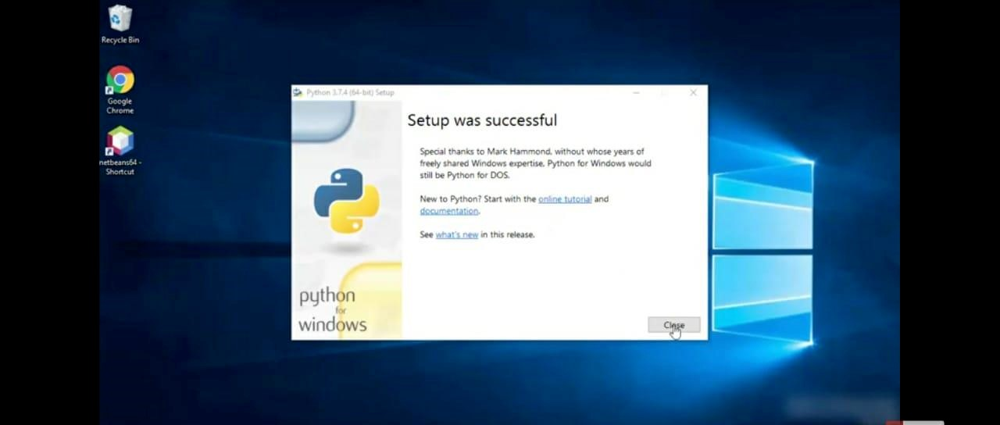 Recycle Bin
Google
Chrome
netbeans64 -
Shortcut
Python 3.7.4 (64-bit) Setup
Setup was successful
Special thanks to Mark Hammond, without whose years of
freely shared Windows expertise, Python for Windows would
still be Python for DOS.
New to Python? Start with the online tutorial and
documentation.
See what's new in this release.
python
for
windows
Close